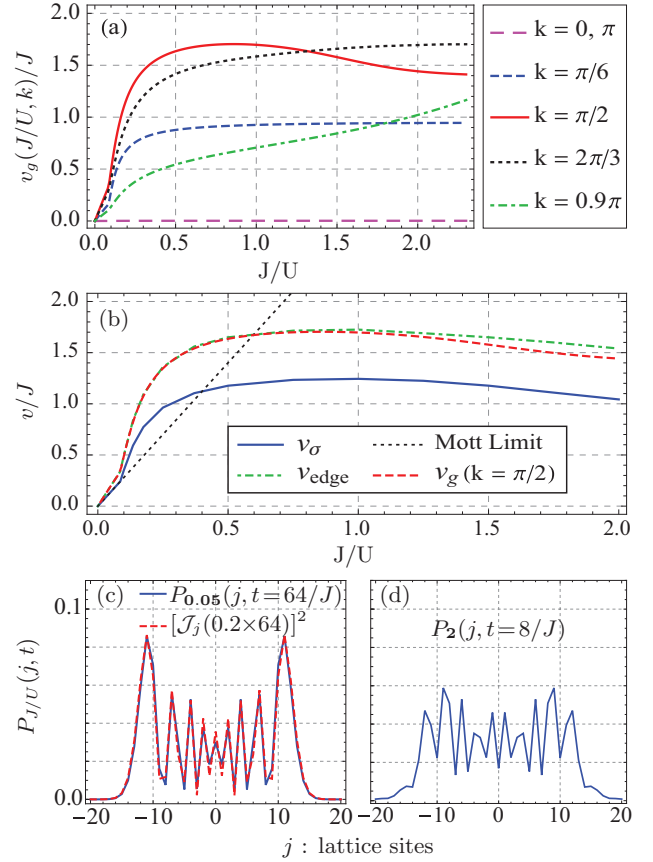 (a)
2.0
1.5
1.0
0.5
0.0
v_g(J/U, k)/J
0.0 0.5 1.0 1.5 2.0
J/U
k = 0, π
k = π/6
k = π/2
k = 2π/3
k = 0.9π
(b)
2.0
1.5
1.0
0.5
0.0
v/J
v_σ
Mott Limit
v_edge
v_g (k = π/2)
0.0 0.5 1.0 1.5 2.0
J/U
(c)
P_0.05(j, t=64/J)
[𝒥_j(0.2×64)]^2
0.1
0.0
P_J/U(j, t)
−20 −10 0 10 20
(d)
P_2(j, t=8/J)
−20 −10 0 10 20
j : lattice sites